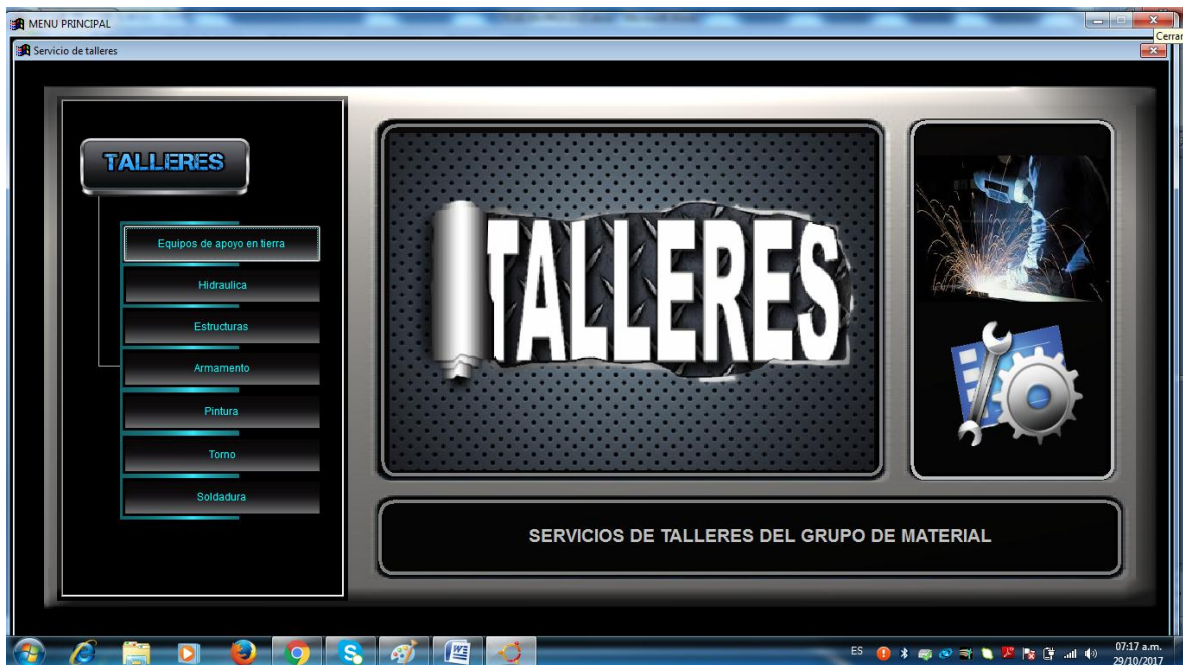 MENU PRINCIPAL
Cerrar
Servicio de talleres
TALLERES
Equipos de apoyo en tierra
Hidraulica
Estructuras
Armamento
Pintura
Torno
Soldadura
TALLERES
SERVICIOS DE TALLERES DEL GRUPO DE MATERIAL
ES
07:17 a.m.
29/10/2017